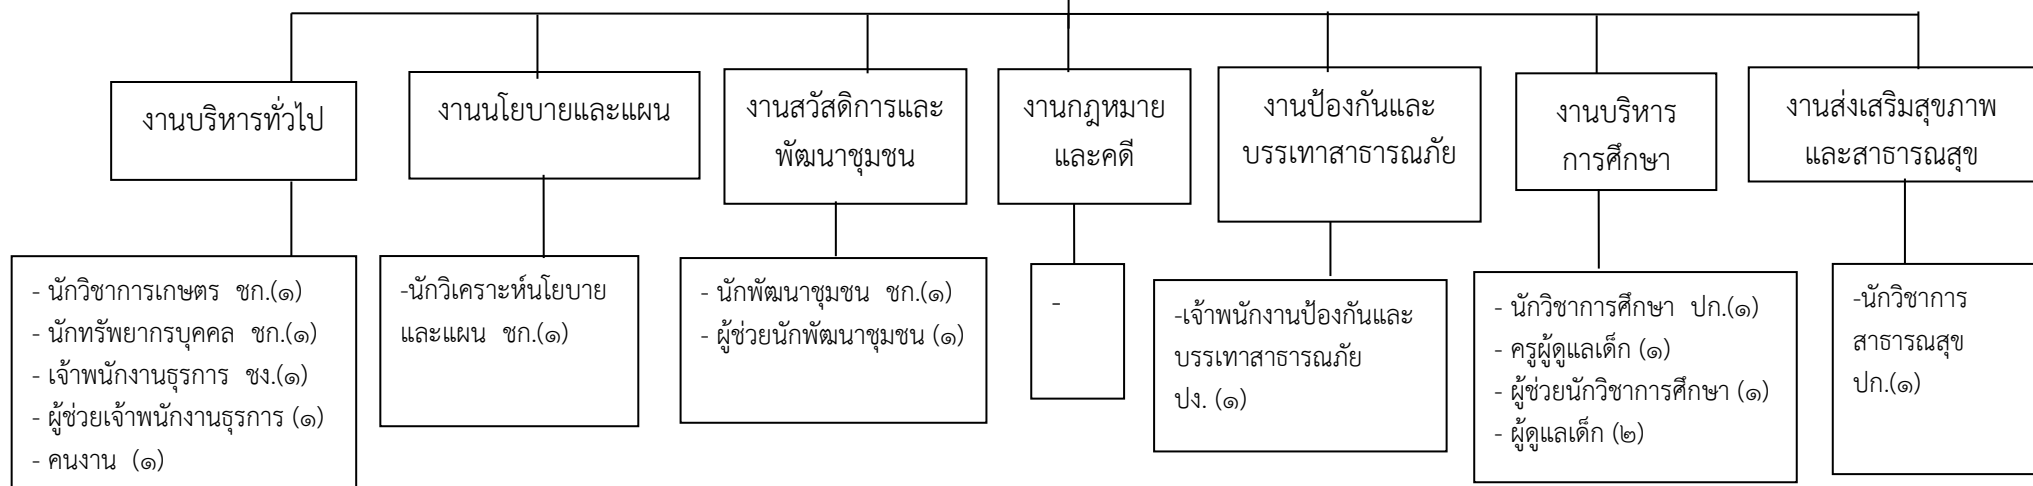 งานบริหารทั่วไป
งานนโยบายและแผน
งานสวัสดิการและ
พัฒนาชุมชน
งานกฎหมาย
และคดี
งานป้องกันและ
บรรเทาสาธารณภัย
งานบริหาร
การศึกษา
งานส่งเสริมสุขภาพ
และสาธารณสุข
- นักวิชาการเกษตร ชก.(๑)
- นักทรัพยากรบุคคล ชก.(๑)
- เจ้าพนักงานธุรการ ชง.(๑)
- ผู้ช่วยเจ้าพนักงานธุรการ (๑)
- คนงาน (๑)
-นักวิเคราะห์นโยบาย
และแผน ชก.(๑)
- นักพัฒนาชุมชน ชก.(๑)
- ผู้ช่วยนักพัฒนาชุมชน (๑)
-
-เจ้าพนักงานป้องกันและ
บรรเทาสาธารณภัย
ปง. (๑)
- นักวิชาการศึกษา ปก.(๑)
- ครูผู้ดูแลเด็ก (๑)
- ผู้ช่วยนักวิชาการศึกษา (๑)
- ผู้ดูแลเด็ก (๒)
-นักวิชาการ
สาธารณสุข
ปก.(๑)